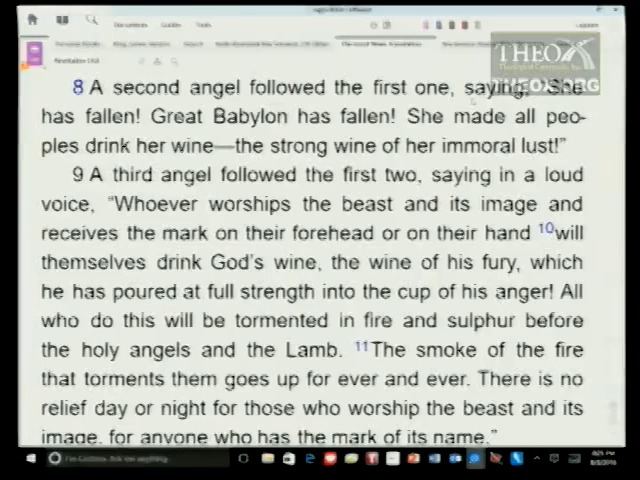 THEO
THEOX.ORG
8 A second angel followed the first one, saying, "She
has fallen! Great Babylon has fallen! She made all peo-
ples drink her wine—the strong wine of her immoral lust!"
9 A third angel followed the first two, saying in a loud
voice, "Whoever worships the beast and its image and
receives the mark on their forehead or on their hand 10 will
themselves drink God's wine, the wine of his fury, which
he has poured at full strength into the cup of his anger! All
who do this will be tormented in fire and sulphur before
the holy angels and the Lamb. 11 The smoke of the fire
that torments them goes up for ever and ever. There is no
relief day or night for those who worship the beast and its
image, for anyone who has the mark of its name."